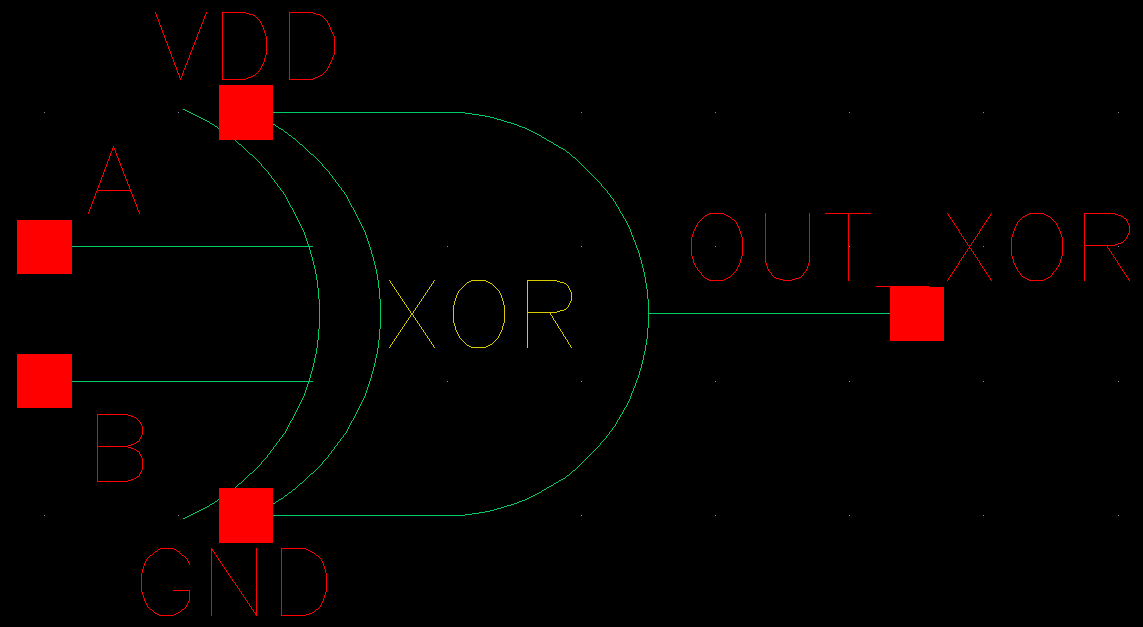 VDD
A
OUT_XOR
XOR
B
GND